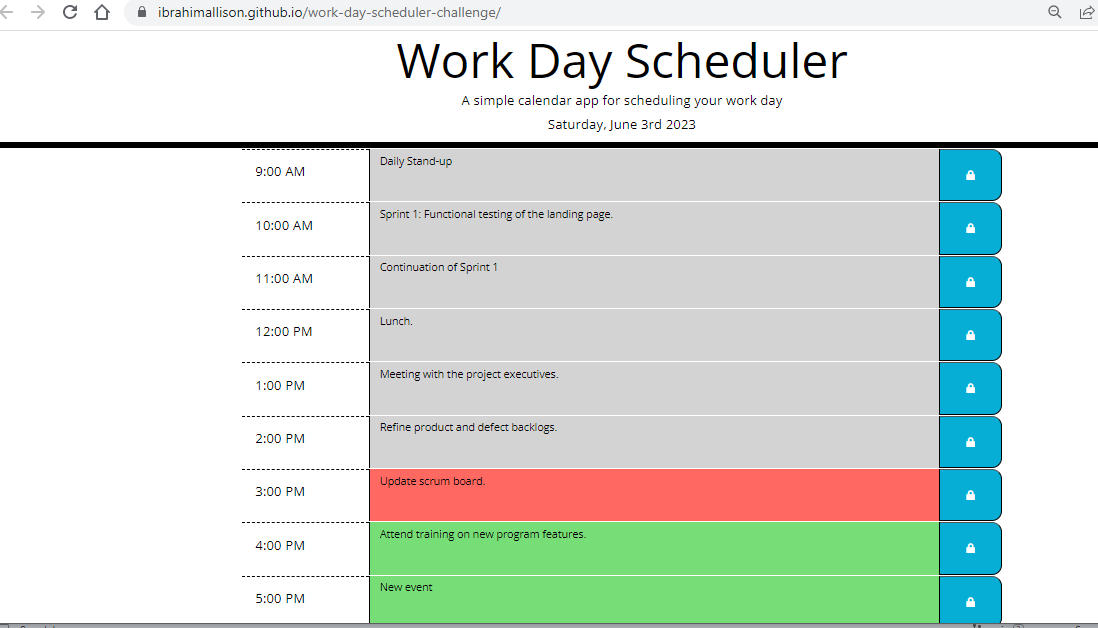 ibrahimallison.github.io/work-day-scheduler-challenge/
Work Day Scheduler
A simple calendar app for scheduling your work day
Saturday, June 3rd 2023
9:00 AM Daily Stand-up
10:00 AM Sprint 1: Functional testing of the landing page.
11:00 AM Continuation of Sprint 1
12:00 PM Lunch.
1:00 PM Meeting with the project executives.
2:00 PM Refine product and defect backlogs.
3:00 PM Update scrum board.
4:00 PM Attend training on new program features.
5:00 PM New event